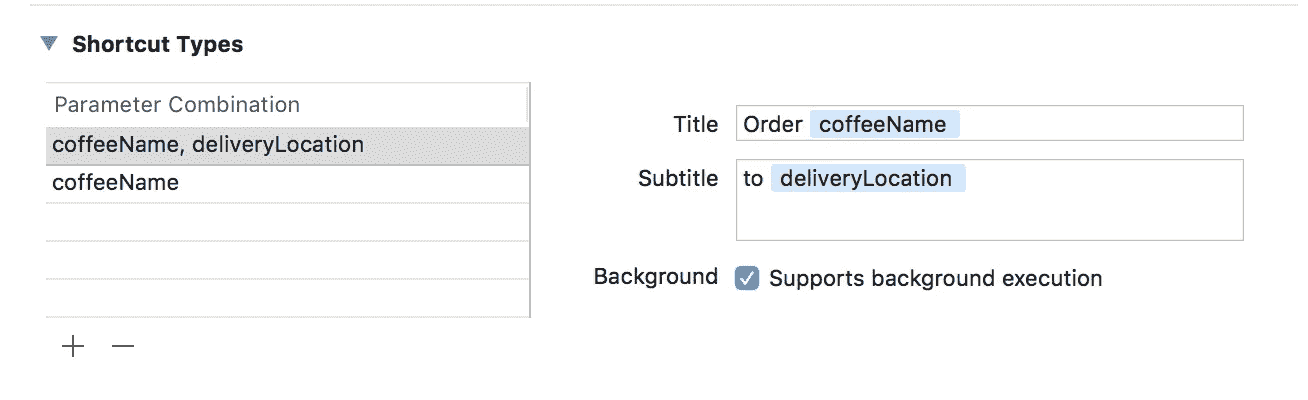 Shortcut Types
Parameter Combination
coffeeName, deliveryLocation
coffeeName
Title Order coffeeName
Subtitle to deliveryLocation
Background Supports background execution